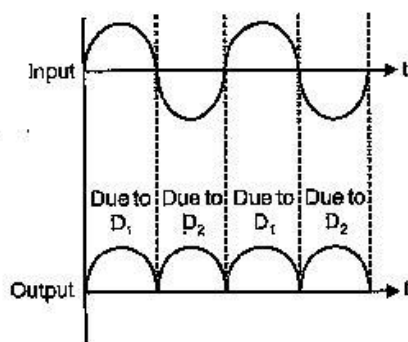 Input
t
Due to Due to Due to Due to
D₁ D₂ D₁ D₂
Output
t